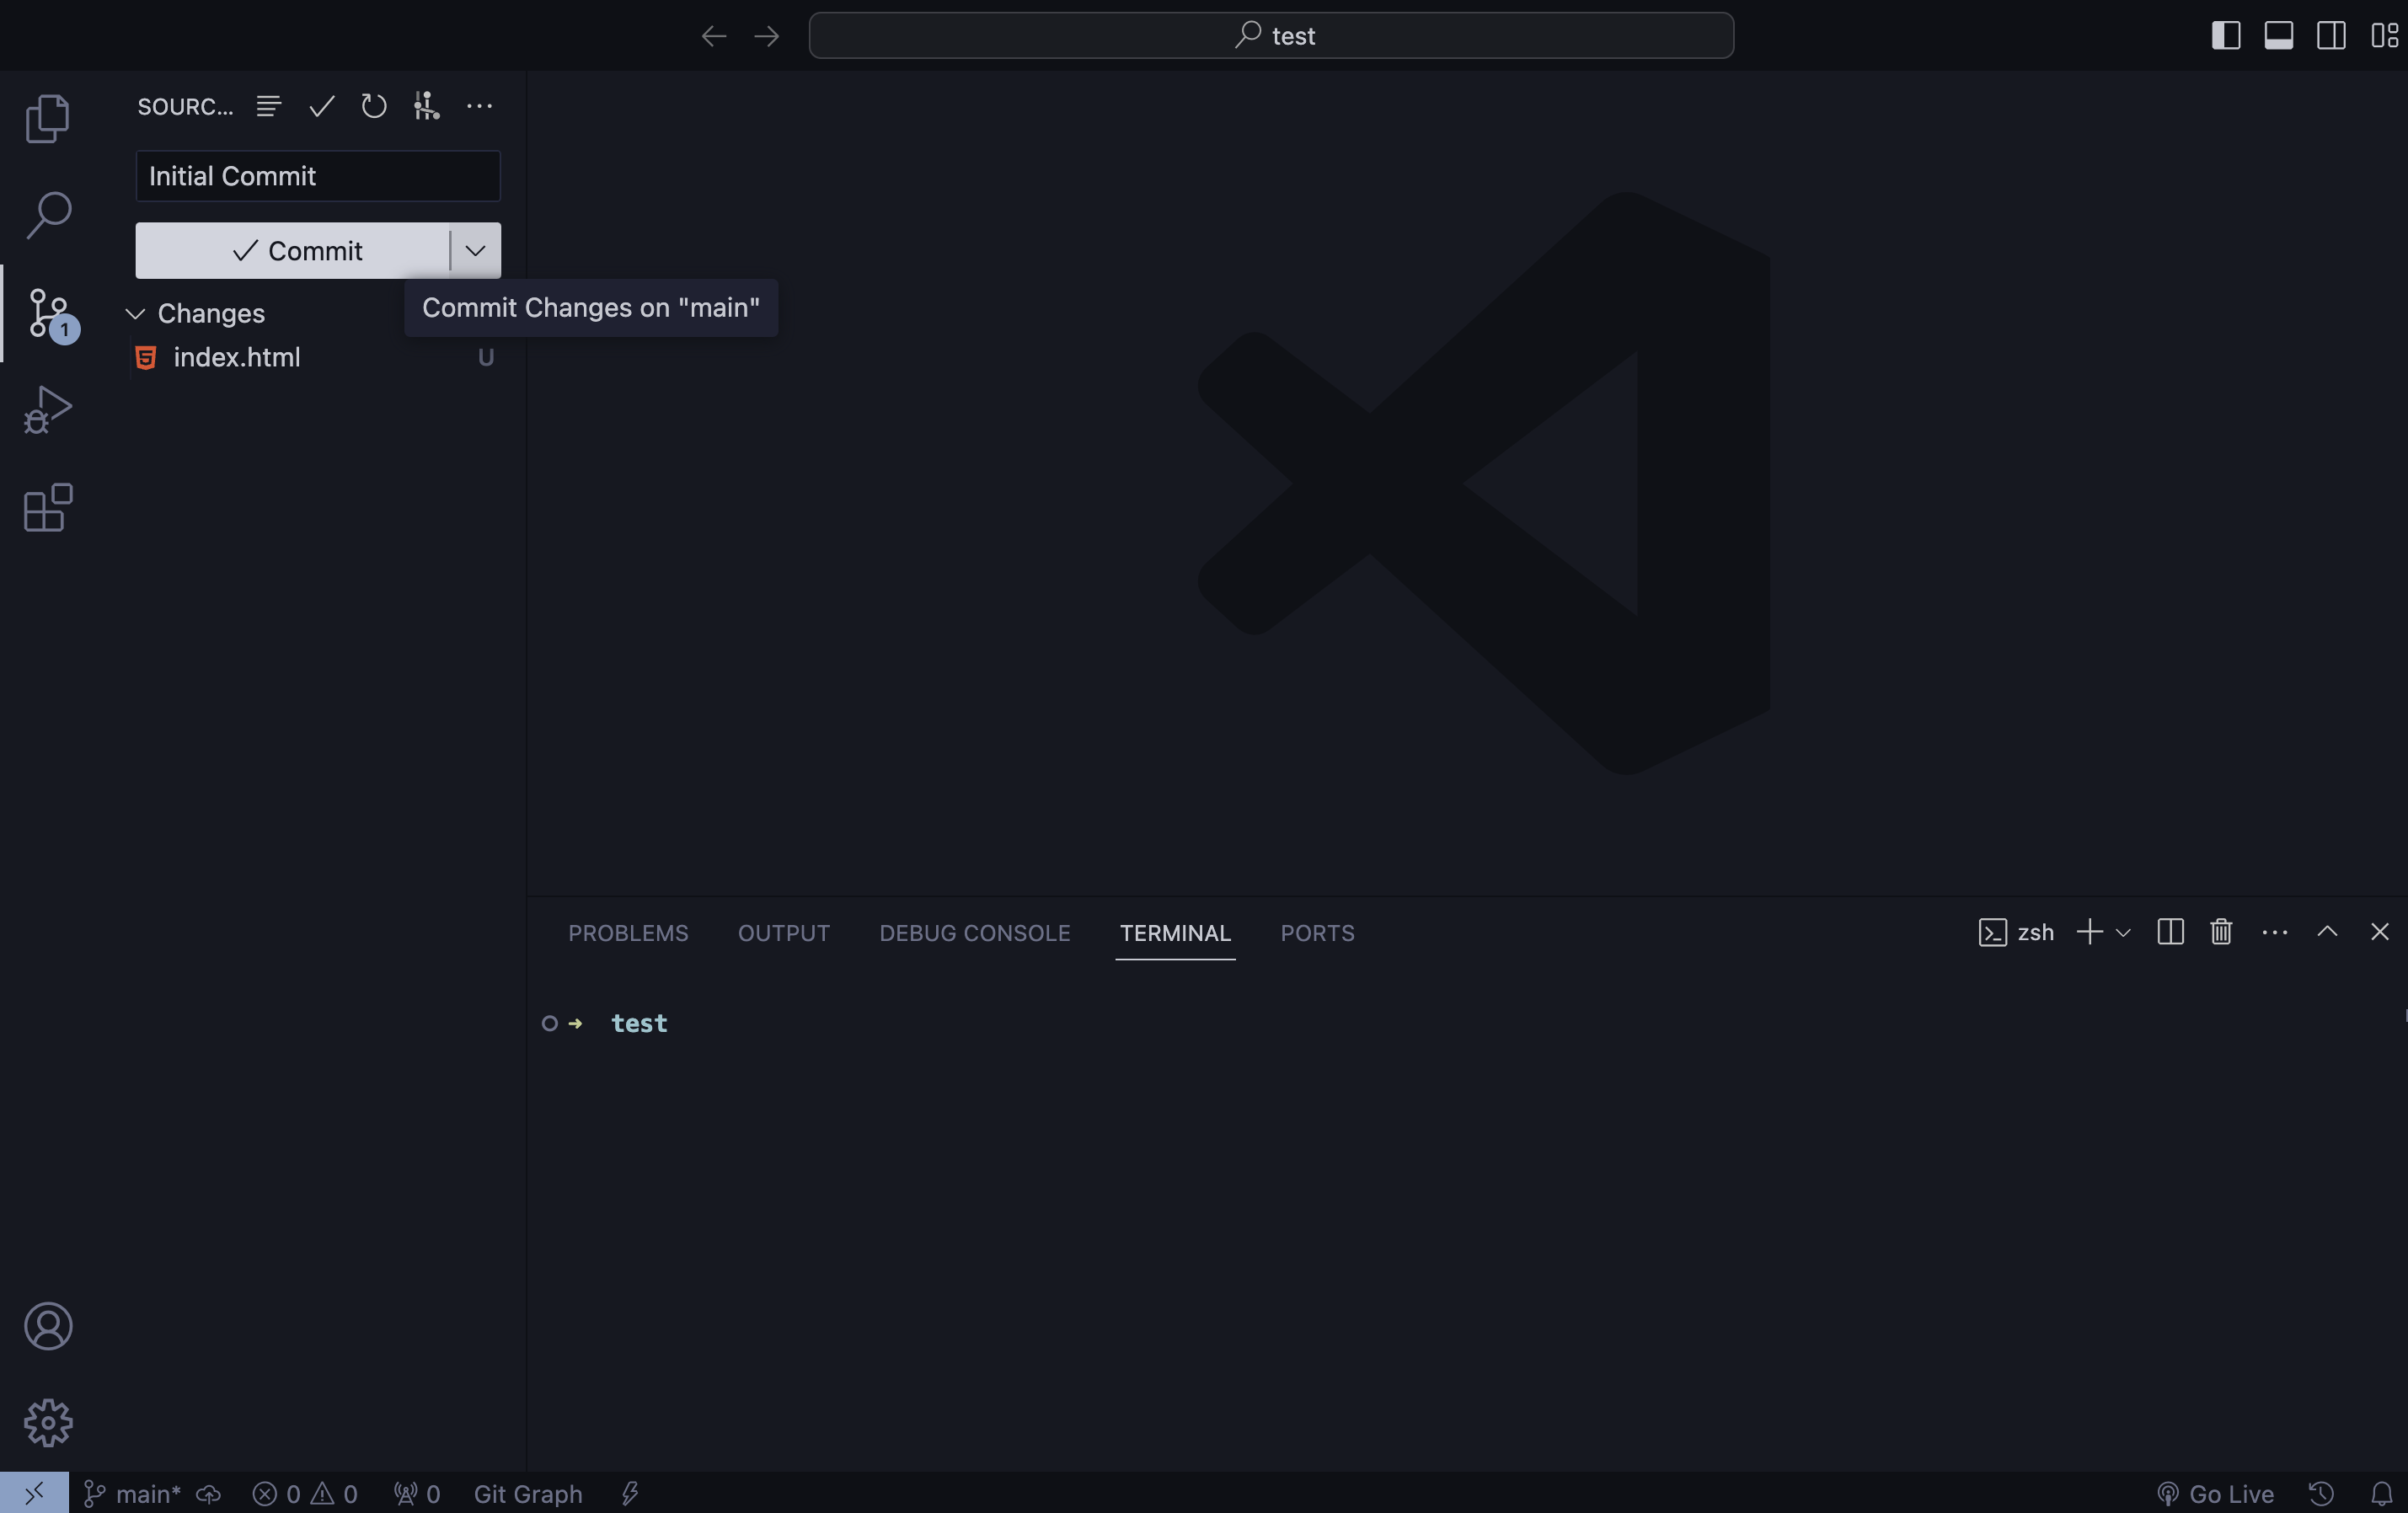 test
SOURC...
Initial Commit
Commit
Commit Changes on "main"
1
Changes
index.html U
PROBLEMS OUTPUT DEBUG CONSOLE TERMINAL PORTS
zsh
test
main* 0 0 0 Git Graph Go Live